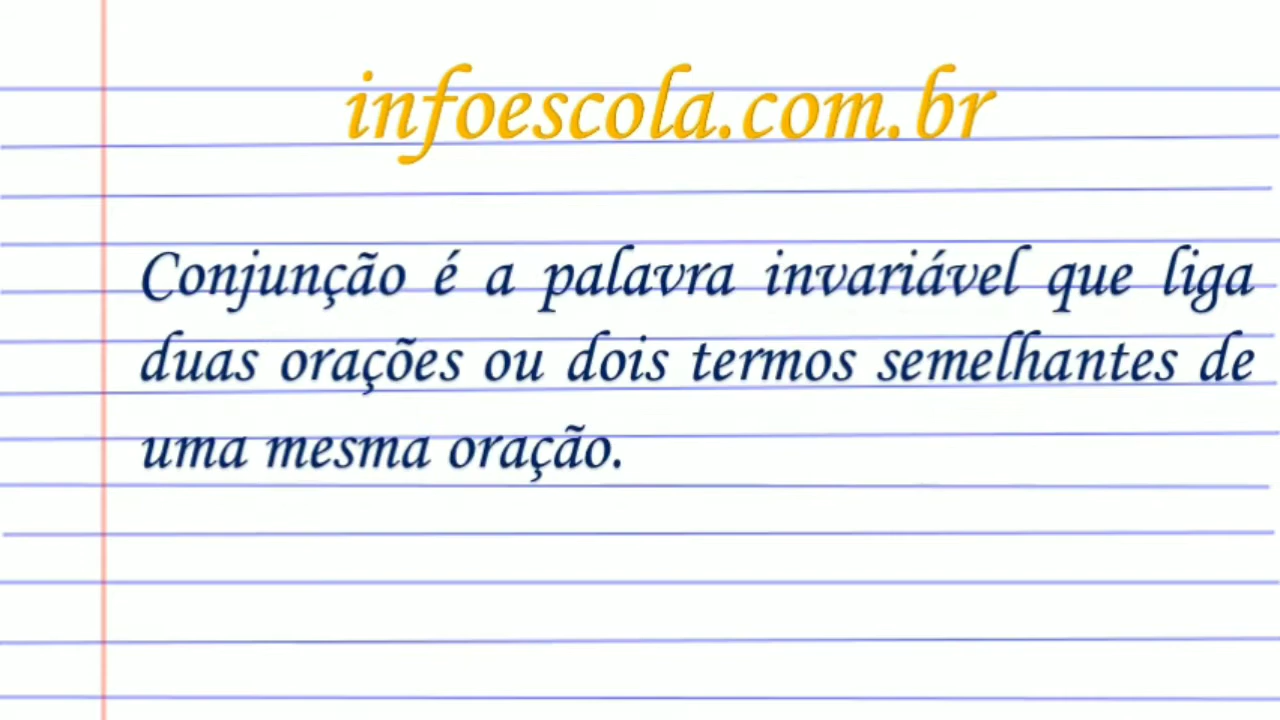 infoescola.com.br
Conjunção é a palavra invariável que liga
duas orações ou dois termos semelhantes de
uma mesma oração.